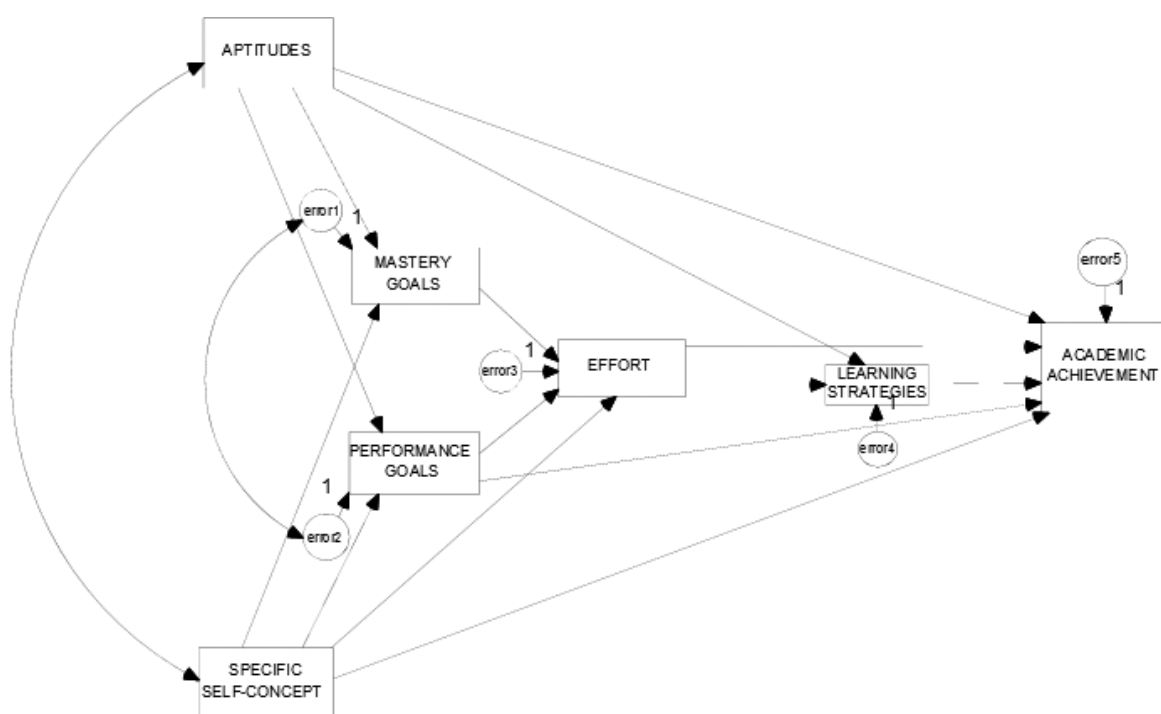 APTITUDES
error1
1
MASTERY
GOALS
error5
1
1
error3
EFFORT
LEARNING
STRATEGIES
1
error4
ACADEMIC
ACHIEVEMENT
PERFORMANCE
GOALS
1
error2
SPECIFIC
SELF-CONCEPT